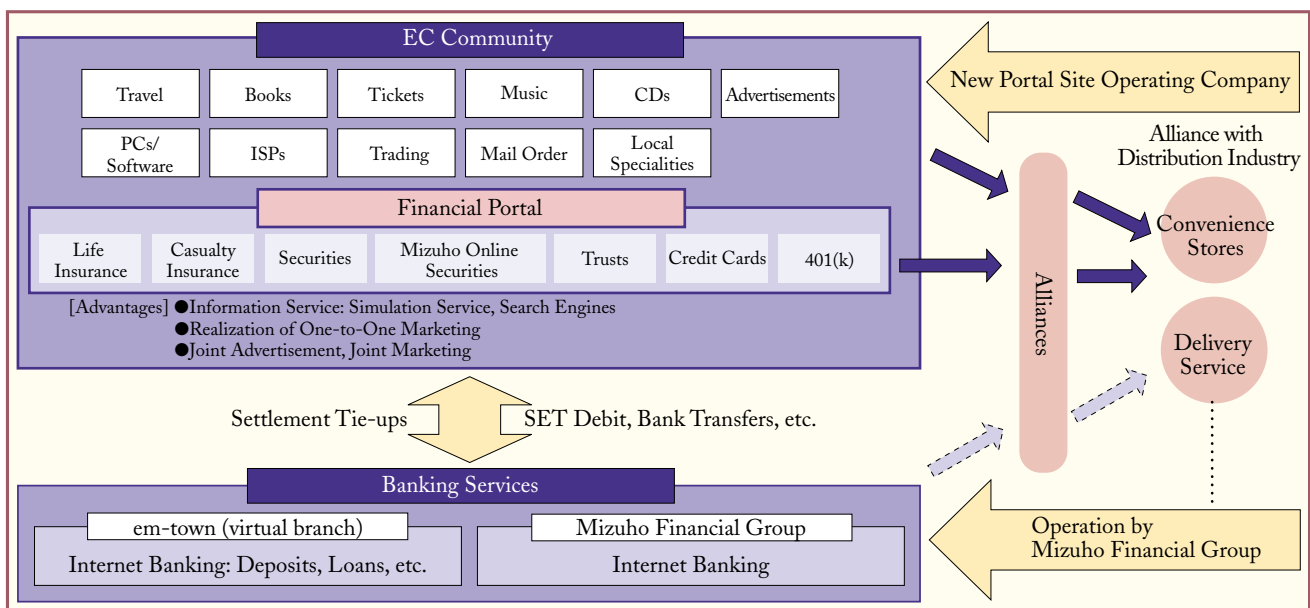 EC Community
New Portal Site Operating Company
Travel
Books
Tickets
Music
CDs
Advertisements
PCs/
Software
ISPs
Trading
Mail Order
Local
Specialities
Alliance with
Distribution Industry
Financial Portal
Life
Insurance
Casualty
Insurance
Securities
Mizuho Online
Securities
Trusts
Credit Cards
401(k)
Alliances
Convenience
Stores
Delivery
Service
[Advantages] ●Information Service: Simulation Service, Search Engines
●Realization of One-to-One Marketing
●Joint Advertisement, Joint Marketing
Settlement Tie-ups
SET Debit, Bank Transfers, etc.
Banking Services
em-town (virtual branch)
Internet Banking: Deposits, Loans, etc.
Mizuho Financial Group
Internet Banking
Operation by
Mizuho Financial Group